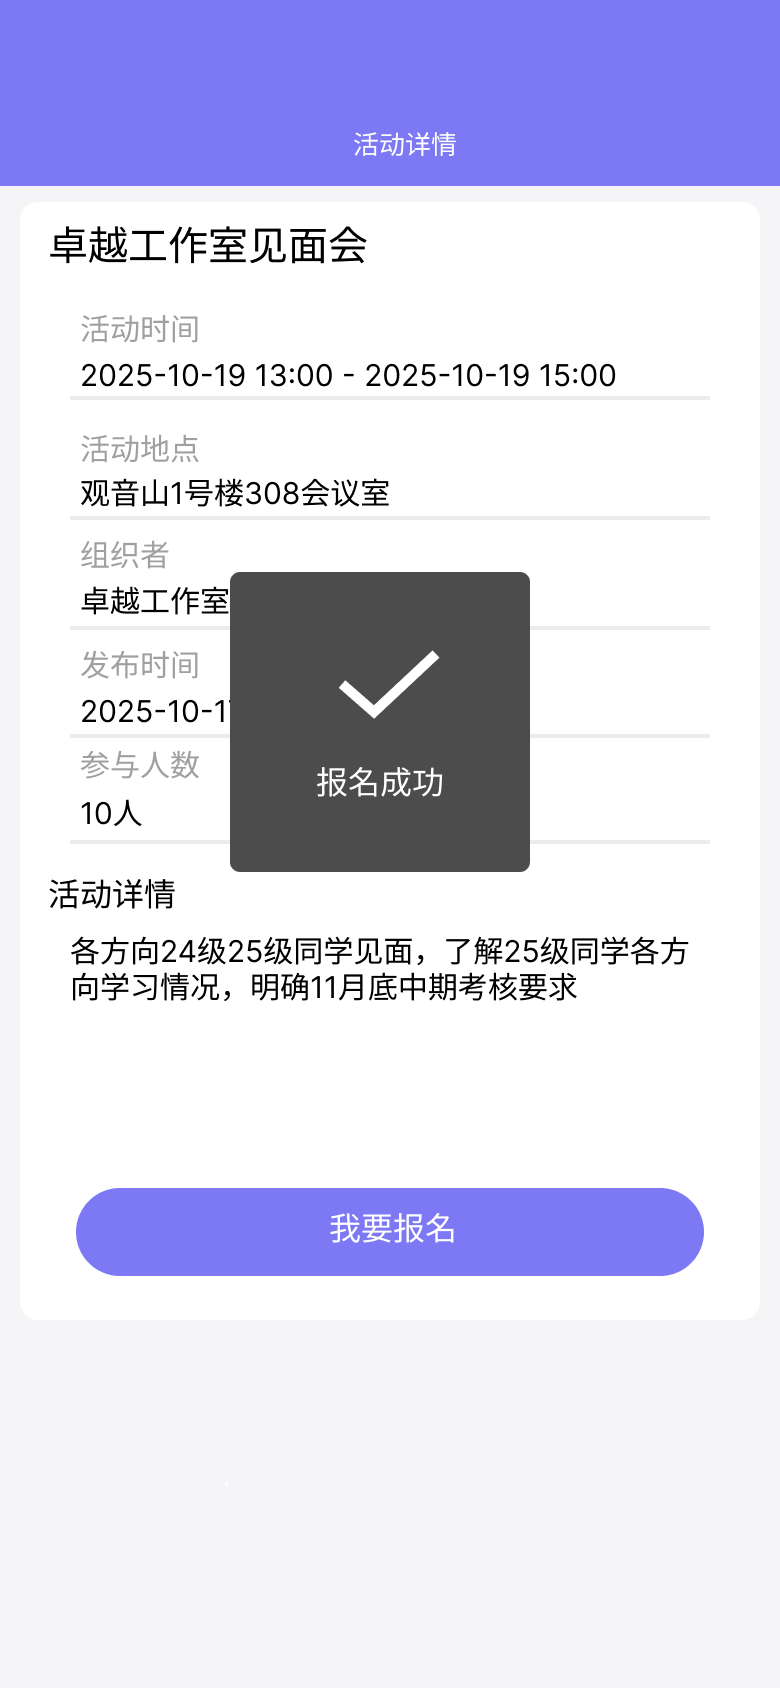 活动详情
卓越工作室见面会
活动时间
2025-10-19 13:00 - 2025-10-19 15:00
活动地点
观音山1号楼308会议室
组织者
卓越工作室
发布时间
2025-10-17
参与人数
10人
报名成功
活动详情
各方向24级25级同学见面，了解25级同学各方
向学习情况，明确11月底中期考核要求
我要报名